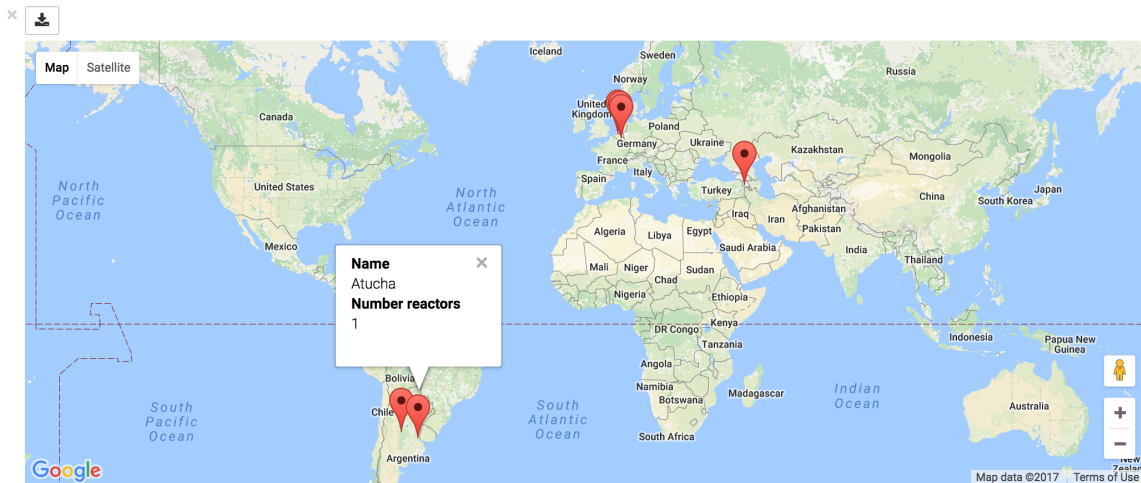 Map Satellite
Iceland
Sweden
Norway
Russia
Canada
United
Kingdom
Poland
Germany
Ukraine
Kazakhstan
Mongolia
France
Italy
Spain
Turkey
North
Pacific
Ocean
United States
North
Atlantic
Ocean
China
Japan
South Korea
Iraq
Iran
Afghanistan
Pakistan
Algeria
Libya
Egypt
Saudi Arabia
Mexico
India
Thailand
Name
Atucha
Number reactors
1
Mali
Niger
Chad
Sudan
Nigeria
Ethiopia
DR Congo
Kenya
Tanzania
Indonesia
Papua New
Guinea
Angola
Namibia
Botswana
Madagascar
Bolivia
Chile
South
Pacific
Ocean
South
Atlantic
Ocean
Indian
Ocean
Australia
South Africa
Argentina
Google
New
Map data ©2017 Terms of Use